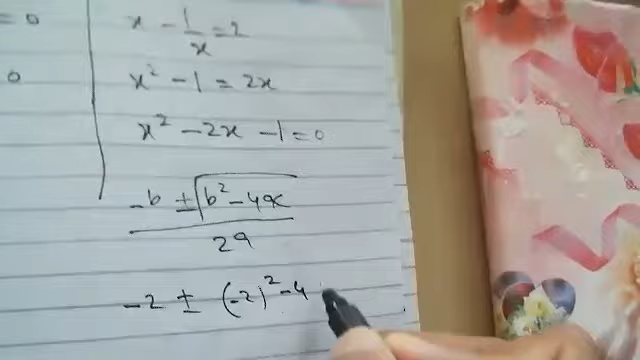 = 0
x - 1/x = 2
0
x² - 1 = 2x
x² - 2x - 1 = 0
-b ± √(b² - 4ac)
2a
-2 ± (-2)² - 4